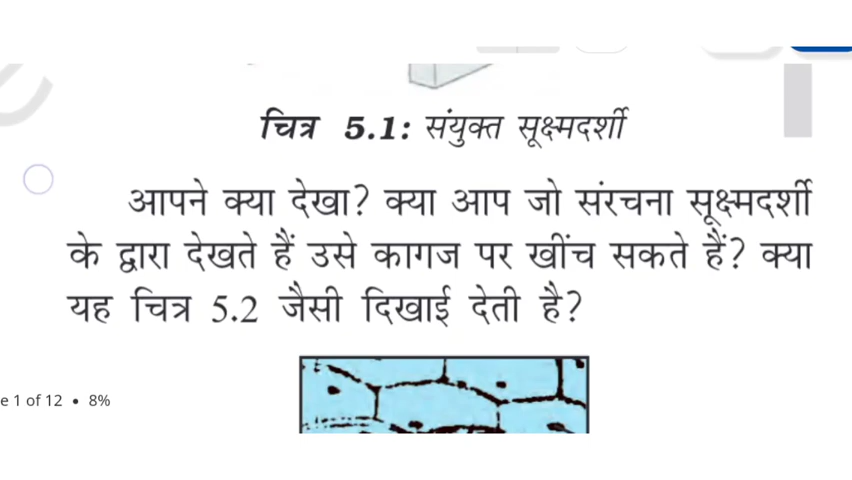 चित्र 5.1: संयुक्त सूक्ष्मदर्शी
आपने क्या देखा? क्या आप जो संरचना सूक्ष्मदर्शी
के द्वारा देखते हैं उसे कागज पर खींच सकते हैं? क्या
यह चित्र 5.2 जैसी दिखाई देती है?
e 1 of 12 • 8%